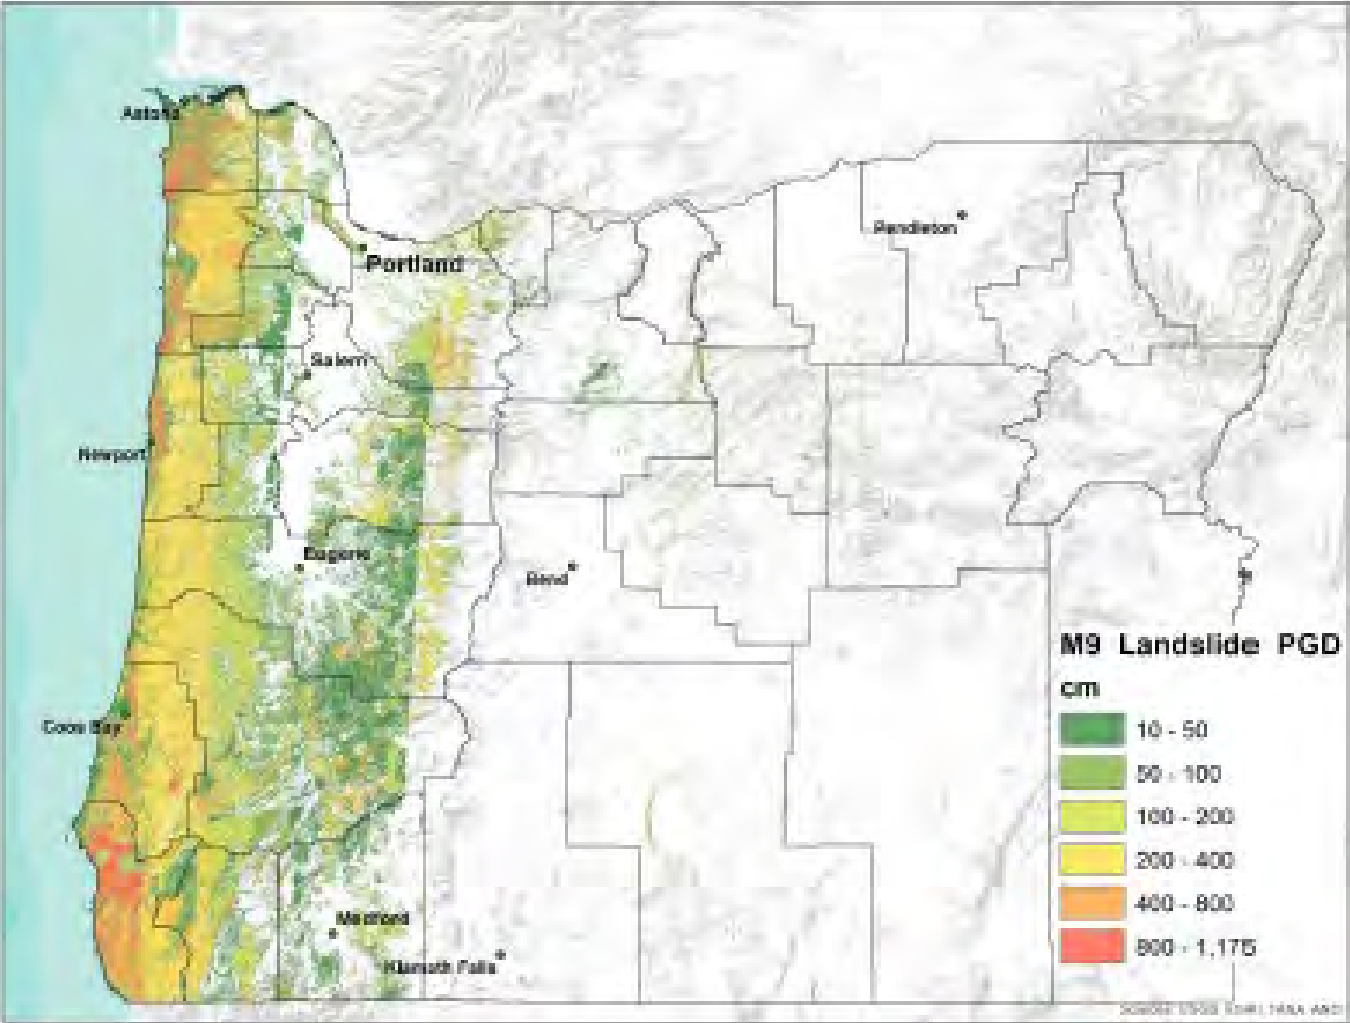 Astoria
Pendleton
Portland
Salem
Newport
Eugene
Bend
M9 Landslide PGD
cm
Coos Bay
10 - 50
50 - 100
100 - 200
200 - 400
400 - 800
800 - 1,175
Medford
Klamath Falls